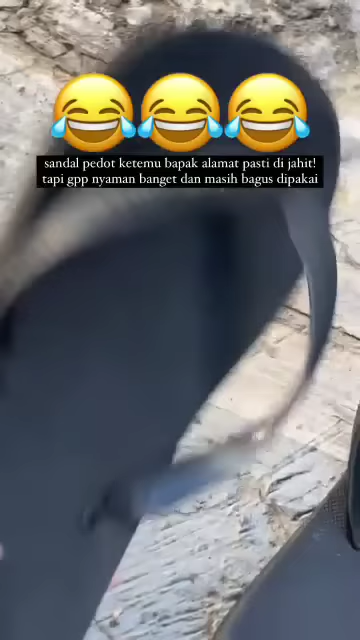 sandal pedot ketemu bapak alamat pasti di jahit!
tapi gpp nyaman banget dan masih bagus dipakai